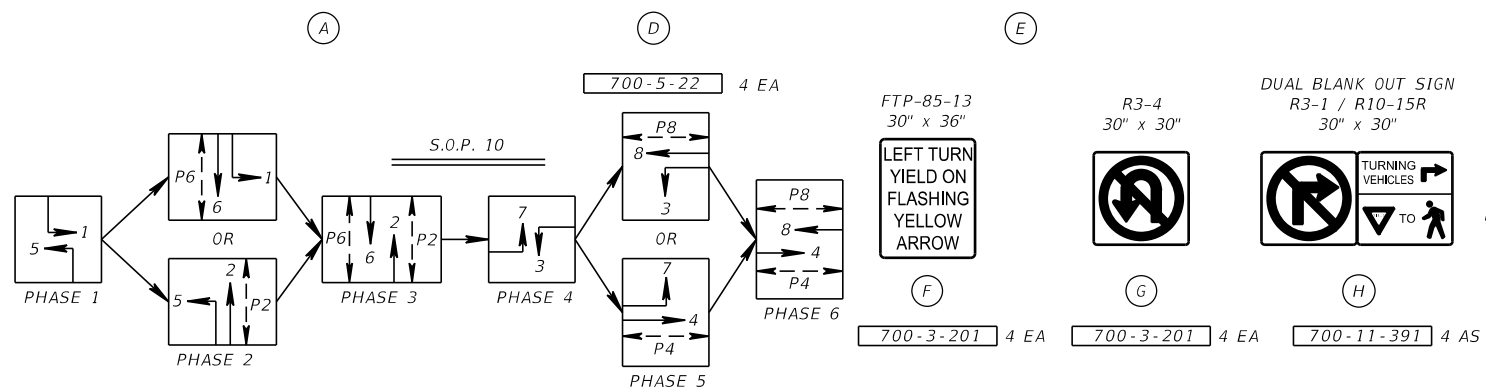 A
D
E
700-5-22 4 EA
S.O.P. 10
P6
6
1
OR
5
1
PHASE 1
5
2
P2
PHASE 2
P6
6
2
P2
PHASE 3
7
3
PHASE 4
P8
8
3
OR
7
4
P4
PHASE 5
P8
8
4
P4
PHASE 6
FTP-85-13
30" x 36"
LEFT TURN
YIELD ON
FLASHING
YELLOW
ARROW
F
700-3-201 4 EA
R3-4
30" x 30"
G
700-3-201 4 EA
DUAL BLANK OUT SIGN
R3-1 / R10-15R
30" x 30"
TURNING
VEHICLES
TO
H
700-11-391 4 AS